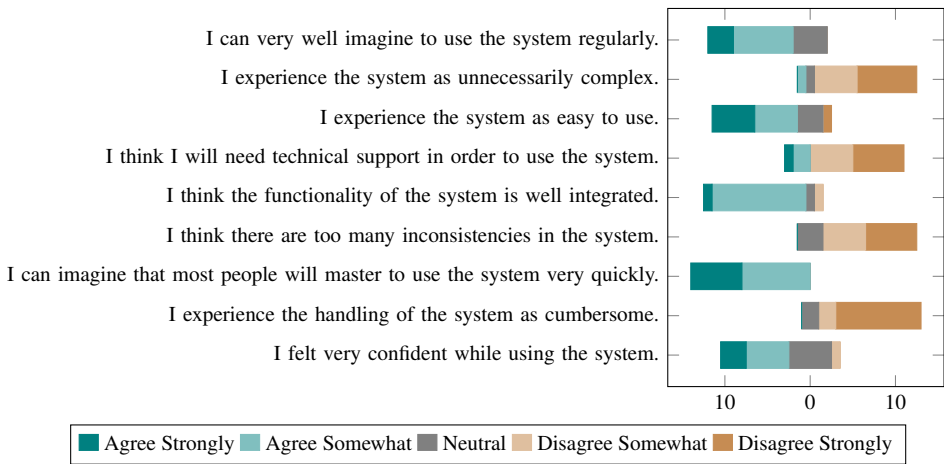 I can very well imagine to use the system regularly.
I experience the system as unnecessarily complex.
I experience the system as easy to use.
I think I will need technical support in order to use the system.
I think the functionality of the system is well integrated.
I think there are too many inconsistencies in the system.
I can imagine that most people will master to use the system very quickly.
I experience the handling of the system as cumbersome.
I felt very confident while using the system.
10 0 10
Agree Strongly Agree Somewhat Neutral Disagree Somewhat Disagree Strongly